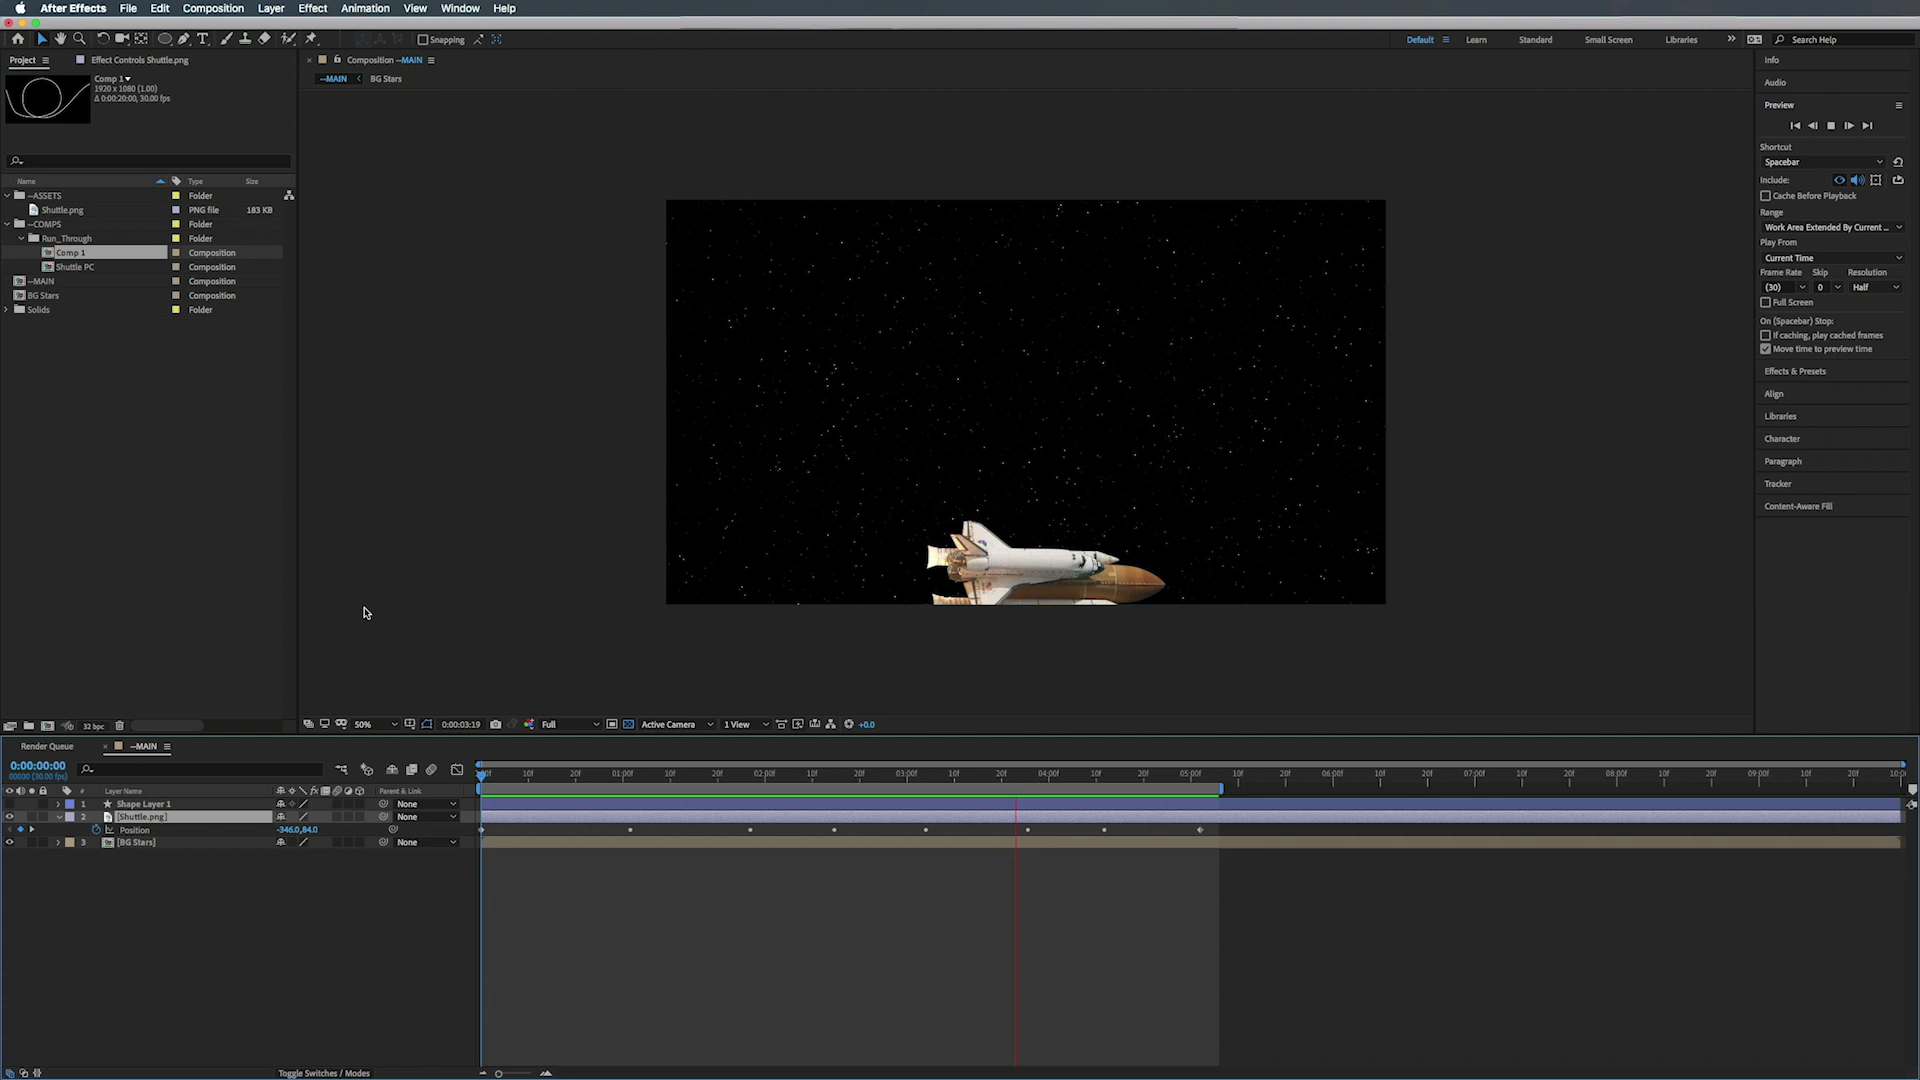 After Effects File Edit Composition Layer Effect Animation View Window Help
Snapping
Default Learn Standard Small Screen Libraries Search Help
Project Effect Controls Shuttle.png
Composition --MAIN
--MAIN BG Stars
Comp 1
1920 x 1080 (1.00)
Δ 0:00:20:00, 30.00 fps
Name Type Size
--ASSETS Folder
Shuttle.png PNG file 183 KB
--COMPS Folder
Run_Through Folder
Comp 1 Composition
Shuttle PC Composition
--MAIN Composition
BG Stars Composition
Solids Folder
32 bpc
50% 0:00:03:19 Full Active Camera 1 View +0.0
Info
Audio
Preview
Shortcut
Spacebar
Include:
Cache Before Playback
Range
Work Area Extended By Current ...
Play From
Current Time
Frame Rate Skip Resolution
(30) 0 Half
Full Screen
On (Spacebar) Stop:
If caching, play cached frames
Move time to preview time
Effects & Presets
Align
Libraries
Character
Paragraph
Tracker
Content-Aware Fill
Render Queue --MAIN
0:00:00:00
00000 (30.00 fps)
10f 20f 01:00f 10f 20f 02:00f 10f 20f 03:00f 10f 20f 04:00f 10f 20f 05:00f 10f 20f 06:00f 10f 20f 07:00f 10f 20f 08:00f 10f 20f 09:00f 10f 20f
# Layer Name fx Parent & Link
1 Shape Layer 1 None
2 [Shuttle.png] None
Position -346.0,84.0
3 [BG Stars] None
Toggle Switches / Modes